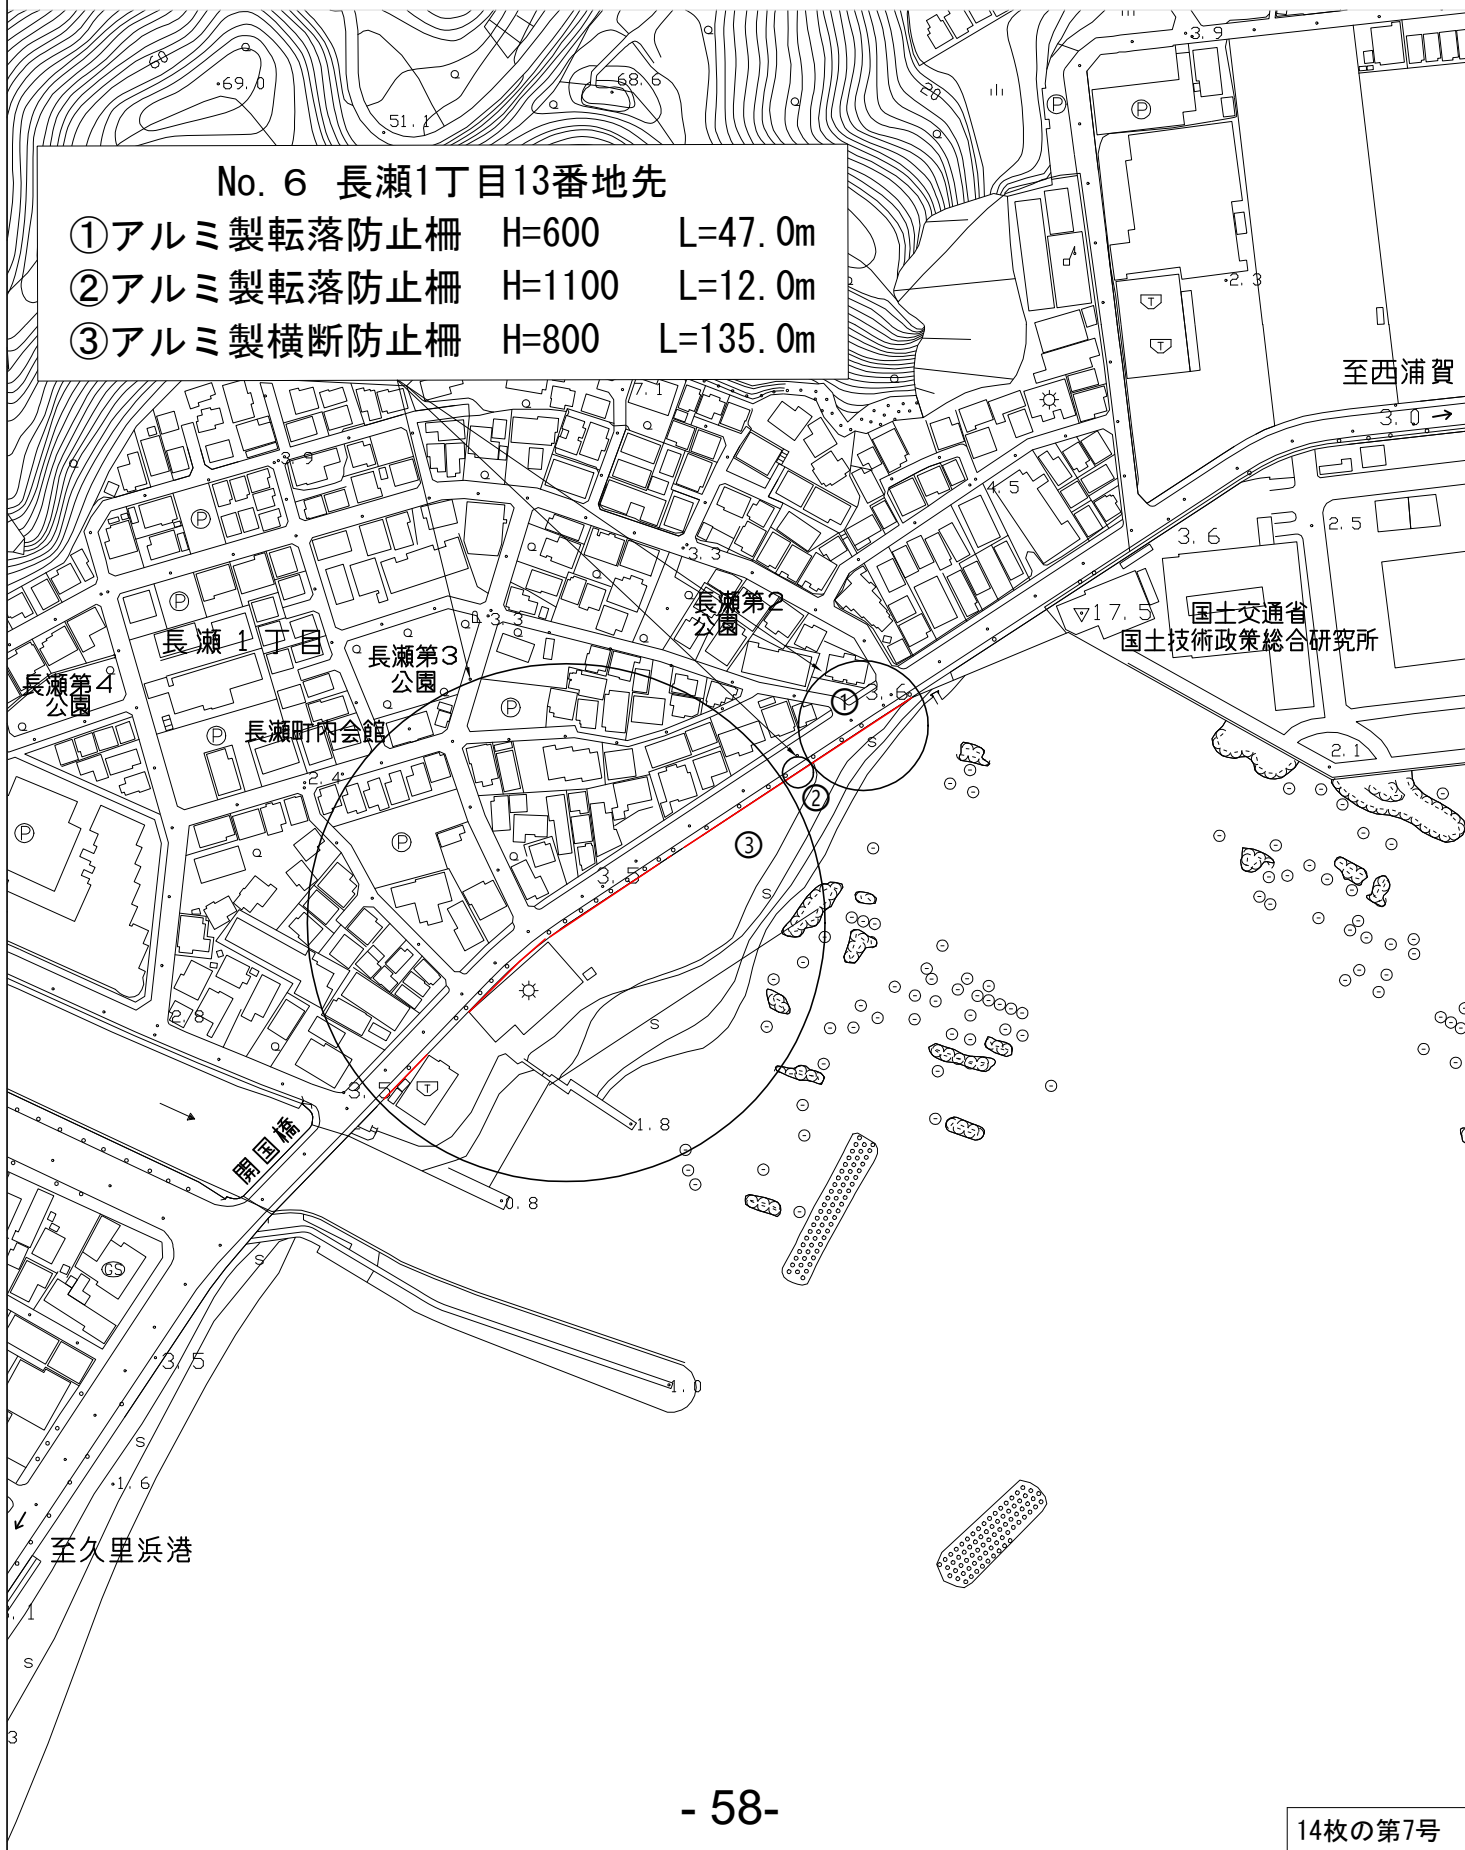 60
69.0
51.1
68.6
20
3.9
P
P
No.6 長瀬1丁目13番地先
①アルミ製転落防止柵 H=600 L=47.0m
②アルミ製転落防止柵 H=1100 L=12.0m
③アルミ製横断防止柵 H=800 L=135.0m
2.3
T
T
至西浦賀
3.0
7.1
3.9
4.5
P
3.6
2.5
3.3
P
長瀬第2
公園
17.5
国土交通省
国土技術政策総合研究所
長瀬1丁目
3.3
長瀬第3
公園
長瀬第4
公園
P
①
3.6
P
長瀬町内会館
S
2.1
2.4
②
P
P
③
3.5
S
2.8
S
3.5
T
1.8
開国橋
0.8
GS
S
3.5
1.0
S
1.6
至久里浜港
.1
S
3
- 58-
14枚の第7号